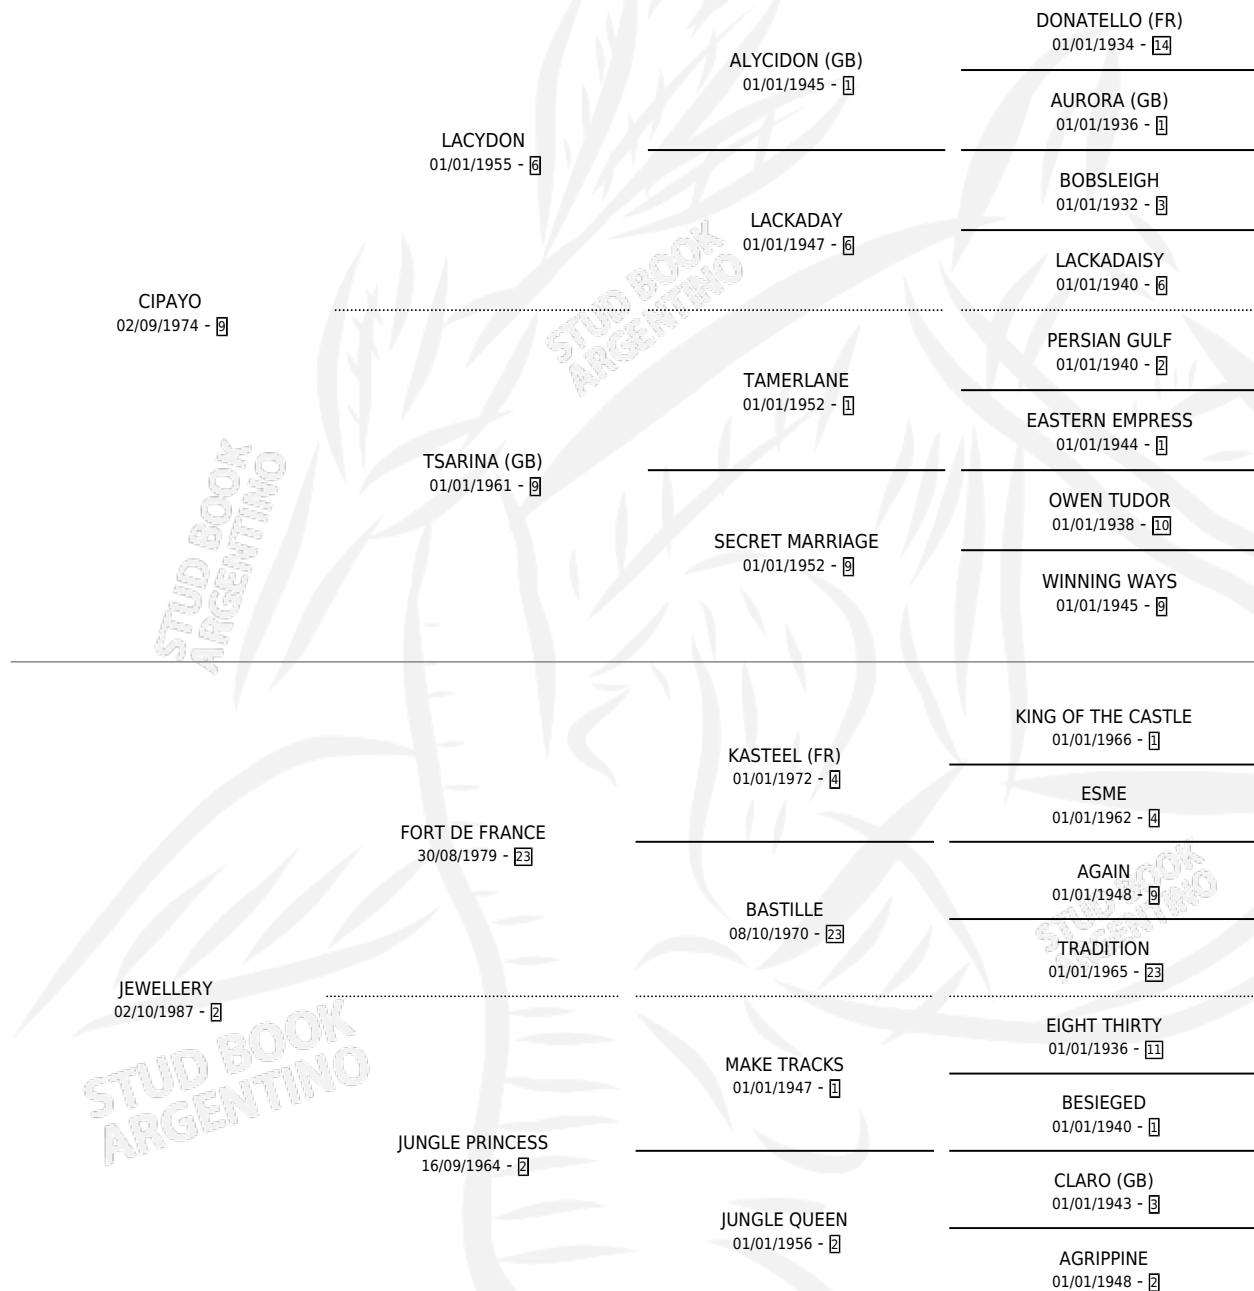 DONATELLO (FR)
01/01/1934 - 14
ALYCIDON (GB)
01/01/1945 - 1
AURORA (GB)
01/01/1936 - 1
LACYDON
01/01/1955 - 6
BOBSLEIGH
01/01/1932 - 3
LACKADAY
01/01/1947 - 6
LACKADAISY
01/01/1940 - 6
CIPAYO
02/09/1974 - 9
PERSIAN GULF
01/01/1940 - 2
TAMERLANE
01/01/1952 - 1
EASTERN EMPRESS
01/01/1944 - 1
TSARINA (GB)
01/01/1961 - 9
OWEN TUDOR
01/01/1938 - 10
SECRET MARRIAGE
01/01/1952 - 9
WINNING WAYS
01/01/1945 - 9
KING OF THE CASTLE
01/01/1966 - 1
KASTEEL (FR)
01/01/1972 - 4
ESME
01/01/1962 - 4
FORT DE FRANCE
30/08/1979 - 23
AGAIN
01/01/1948 - 9
BASTILLE
08/10/1970 - 23
TRADITION
01/01/1965 - 23
JEWELLERY
02/10/1987 - 2
EIGHT THIRTY
01/01/1936 - 11
MAKE TRACKS
01/01/1947 - 1
BESIEGED
01/01/1940 - 1
JUNGLE PRINCESS
16/09/1964 - 2
CLARO (GB)
01/01/1943 - 3
JUNGLE QUEEN
01/01/1956 - 2
AGRIPPINE
01/01/1948 - 2
STUD BOOK
ARGENTINO
STUD BOOK
ARGENTINO
STUD BOOK
ARGENTINO
STUD BOOK
ARGENTINO